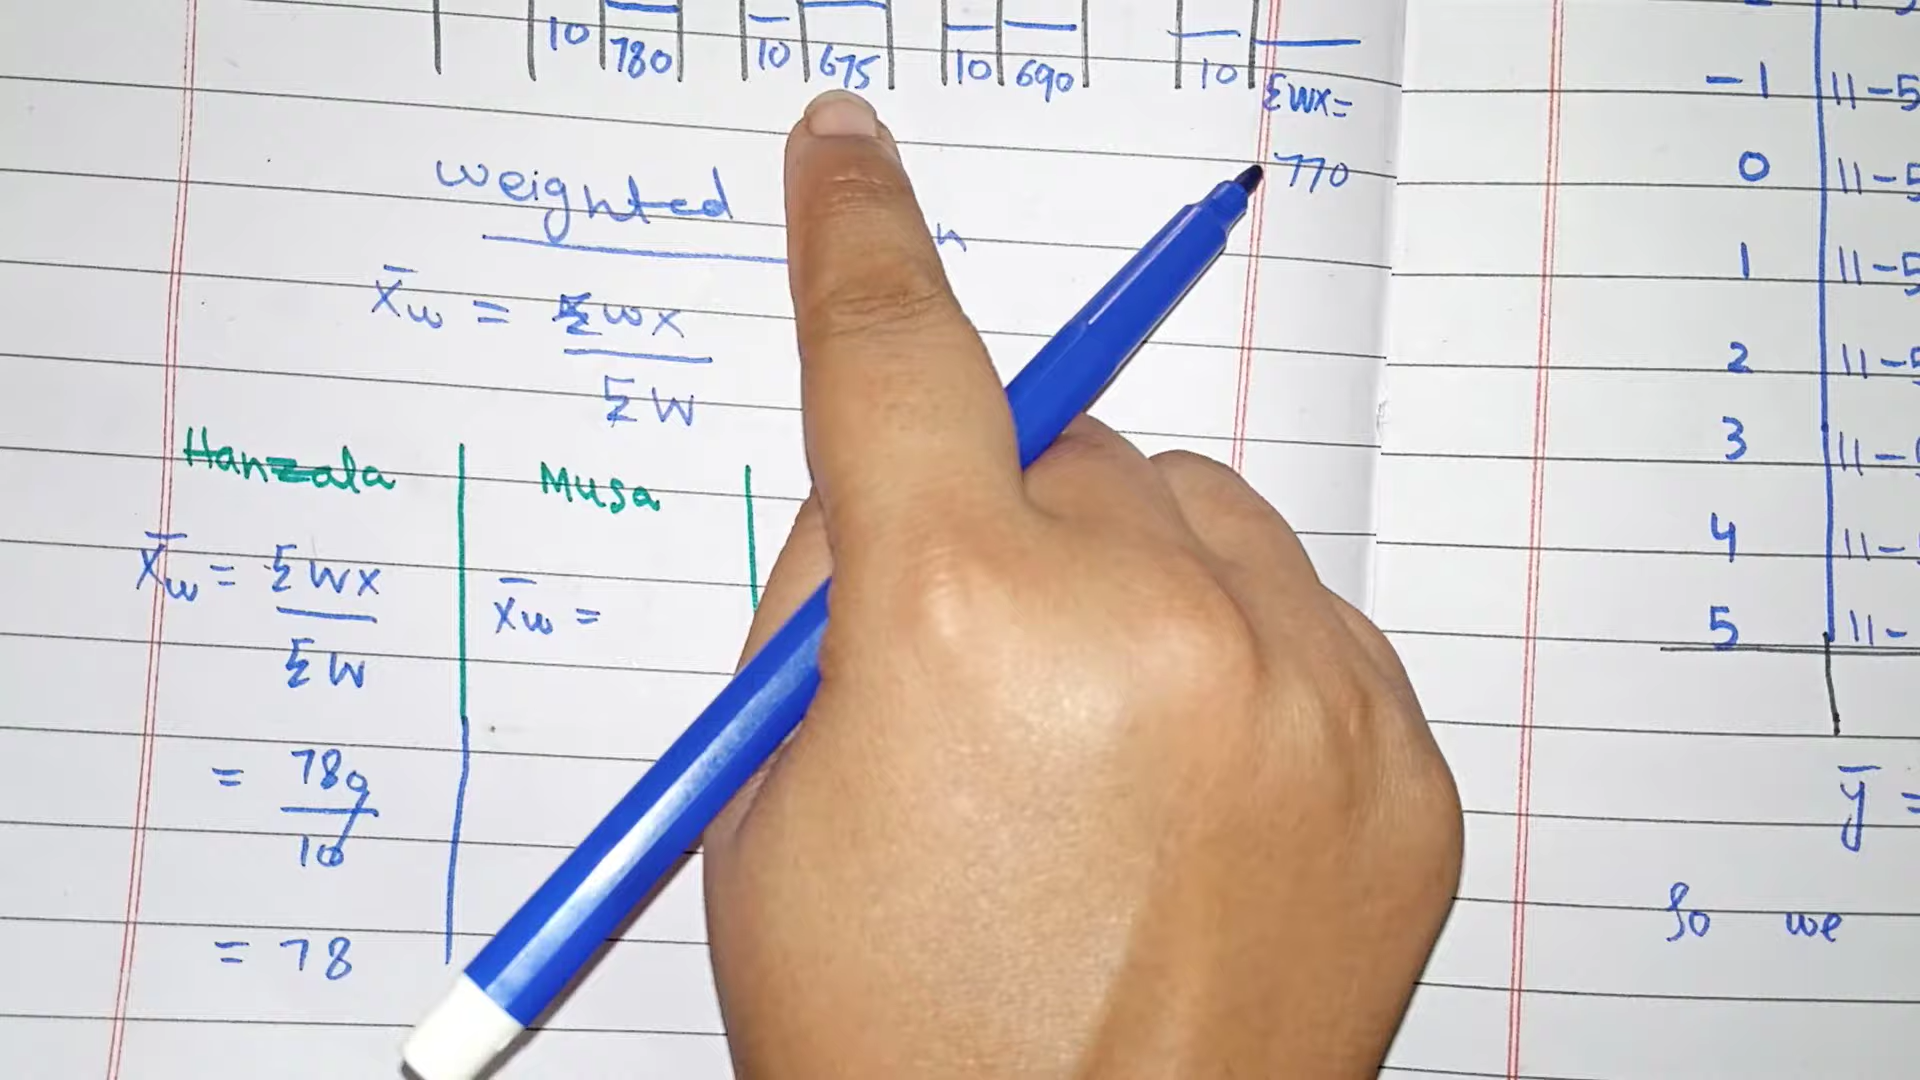 10 780 10 675 10 690 10 ΣWX=
770
weighted
x̄w = Σwx
ΣW
Hanzala Musa
x̄w = ΣWX x̄w =
ΣW
= 780
10
= 78
-1 11-5
0 11-5
1 11-5
2 11-5
3 11-
4 11-
5 11-
ȳ =
So we